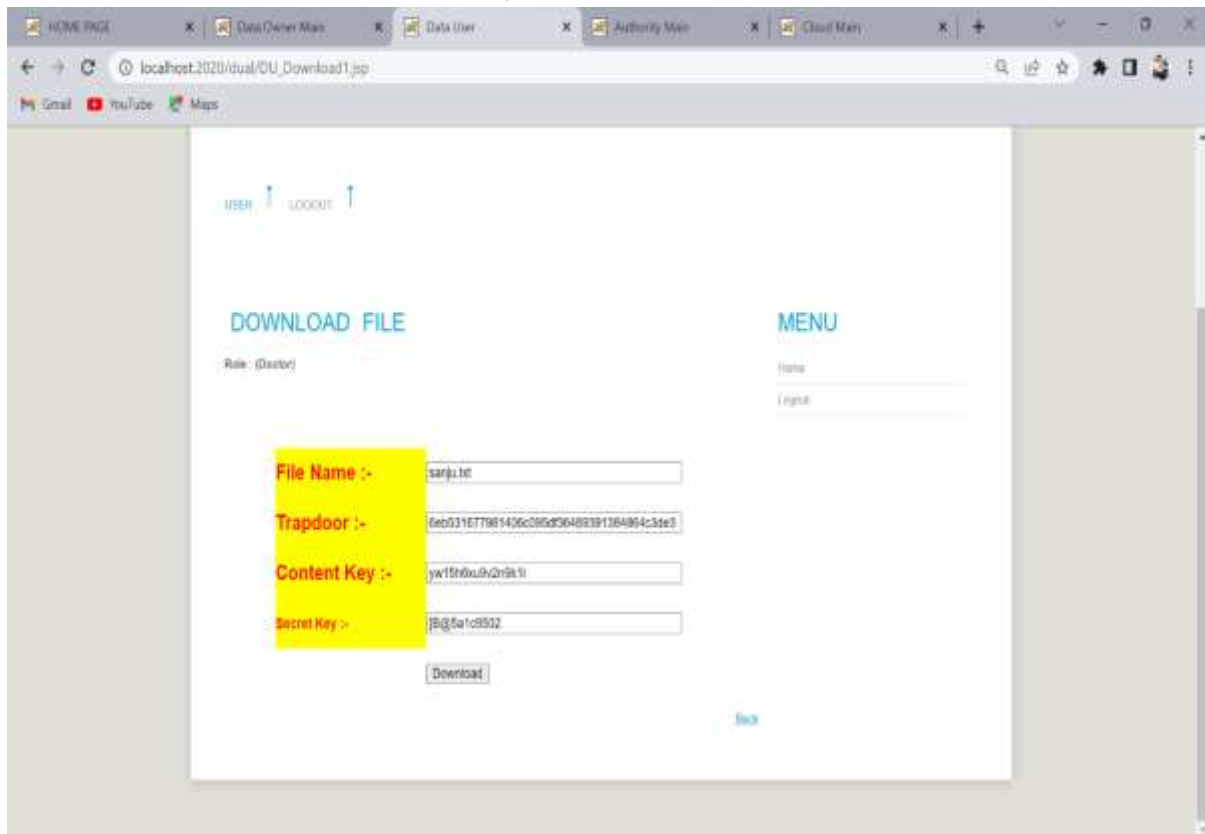 HOME PAGE
Data Owner Main
Data User
Authority Main
Cloud Main
localhost:2020/dual/DU_Download1.jsp
Gmail
YouTube
Maps
USER
LOGOUT
DOWNLOAD FILE
MENU
Role : (Doctor)
Home
Logout
File Name :-
sanju.txt
Trapdoor :-
Content Key :-
Secret Key :-
[B@5a1c9502
Download
Back